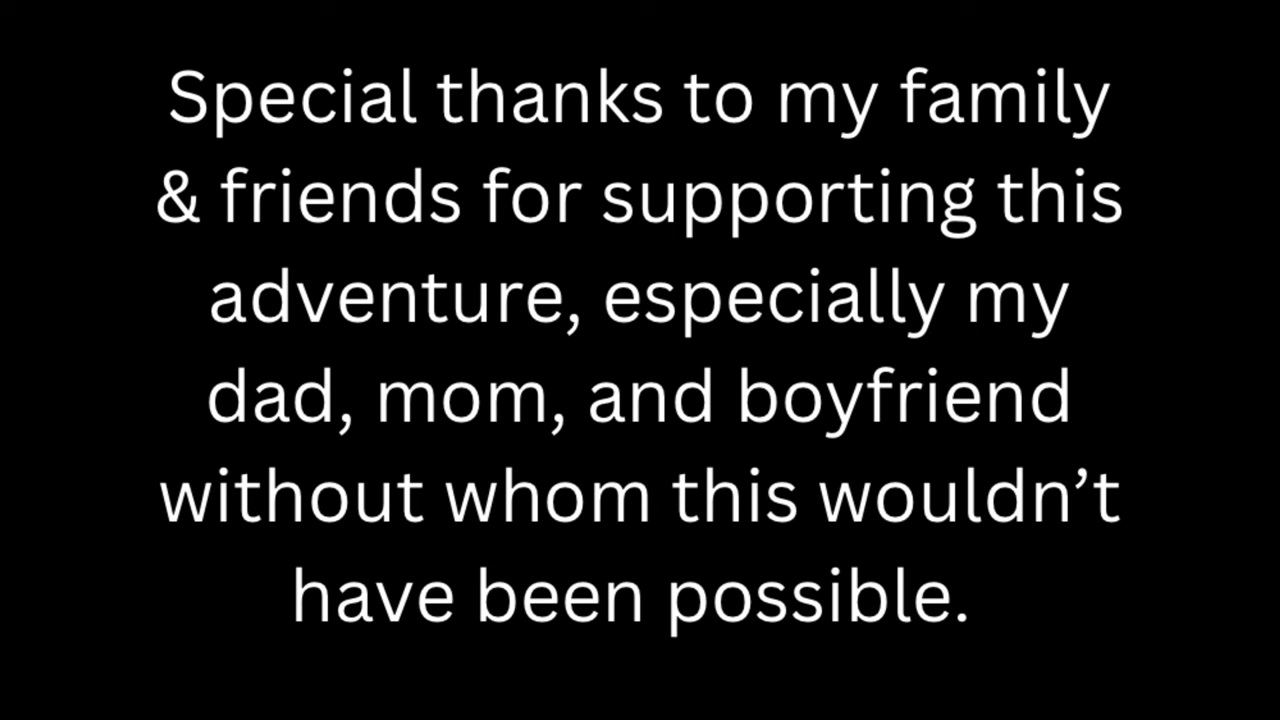 Special thanks to my family
& friends for supporting this
adventure, especially my
dad, mom, and boyfriend
without whom this wouldn’t
have been possible.